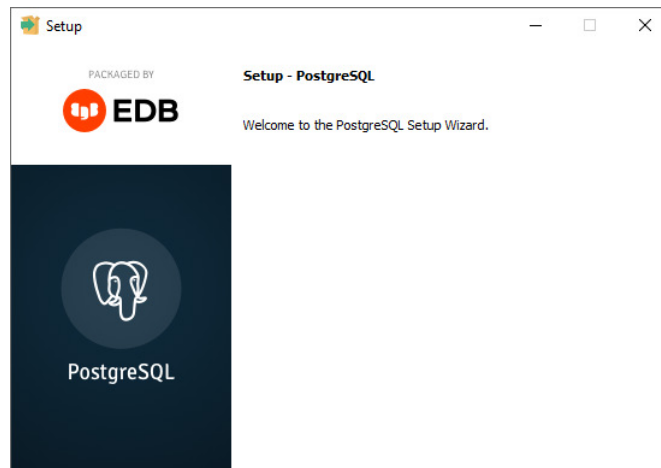 Setup
PACKAGED BY
EDB
Setup - PostgreSQL
Welcome to the PostgreSQL Setup Wizard.
PostgreSQL